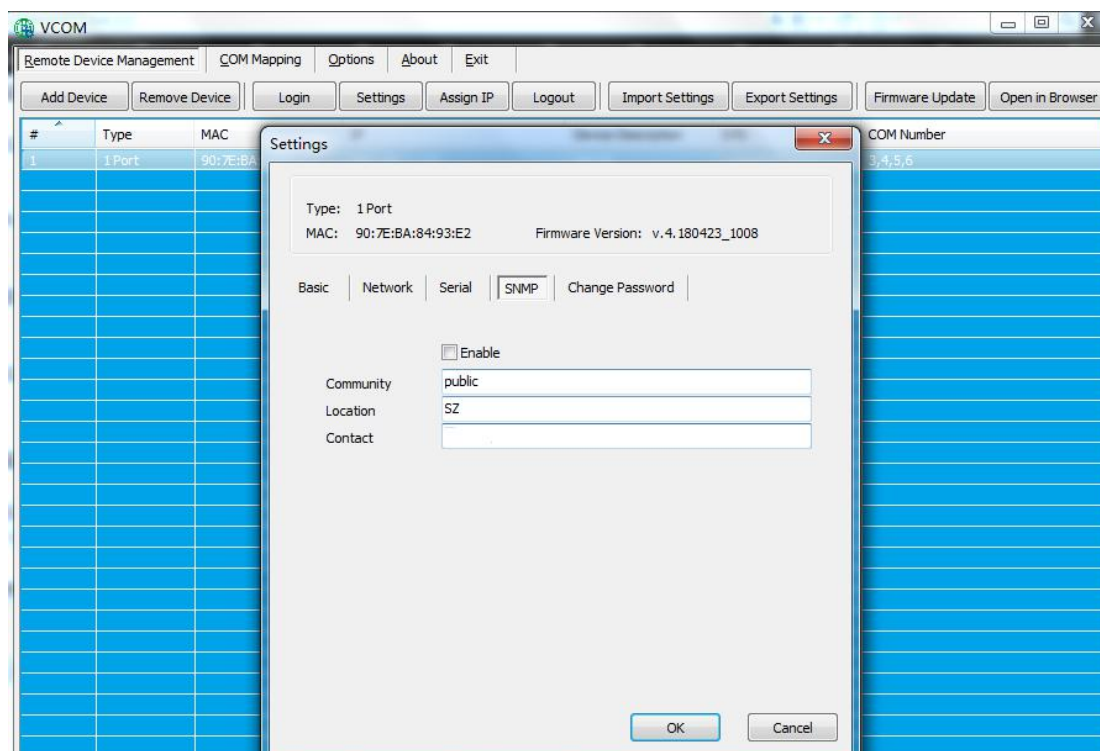 VCOM
Remote Device Management COM Mapping Options About Exit
Add Device Remove Device Login Settings Assign IP Logout Import Settings Export Settings Firmware Update Open in Browser
# Type MAC COM Number
1 1 Port 90:7E:BA 3,4,5,6
Settings
Type: 1 Port
MAC: 90:7E:BA:84:93:E2 Firmware Version: v.4.180423_1008
Basic Network Serial SNMP Change Password
Enable
Community public
Location SZ
Contact
OK Cancel